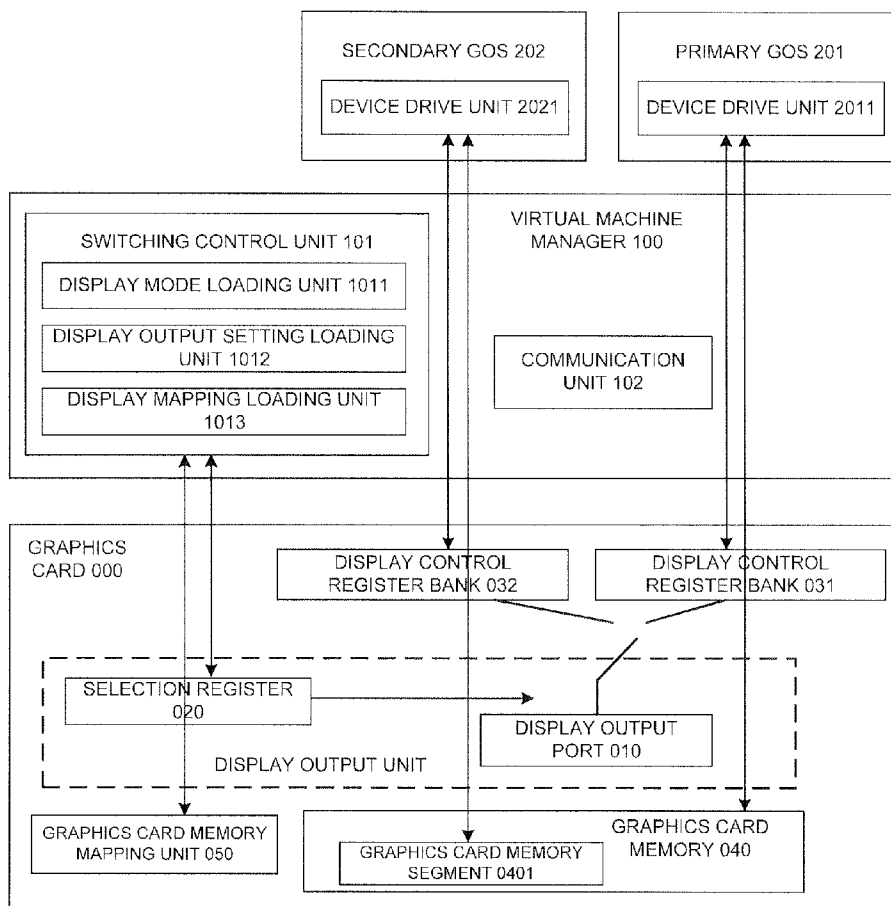 SECONDARY GOS 202
DEVICE DRIVE UNIT 2021
PRIMARY GOS 201
DEVICE DRIVE UNIT 2011
VIRTUAL MACHINE
MANAGER 100
SWITCHING CONTROL UNIT 101
DISPLAY MODE LOADING UNIT 1011
DISPLAY OUTPUT SETTING LOADING
UNIT 1012
DISPLAY MAPPING LOADING UNIT
1013
COMMUNICATION
UNIT 102
GRAPHICS
CARD 000
DISPLAY CONTROL
REGISTER BANK 032
DISPLAY CONTROL
REGISTER BANK 031
SELECTION REGISTER
020
DISPLAY OUTPUT
PORT 010
DISPLAY OUTPUT UNIT
GRAPHICS CARD MEMORY
MAPPING UNIT 050
GRAPHICS CARD
MEMORY 040
GRAPHICS CARD MEMORY
SEGMENT 0401